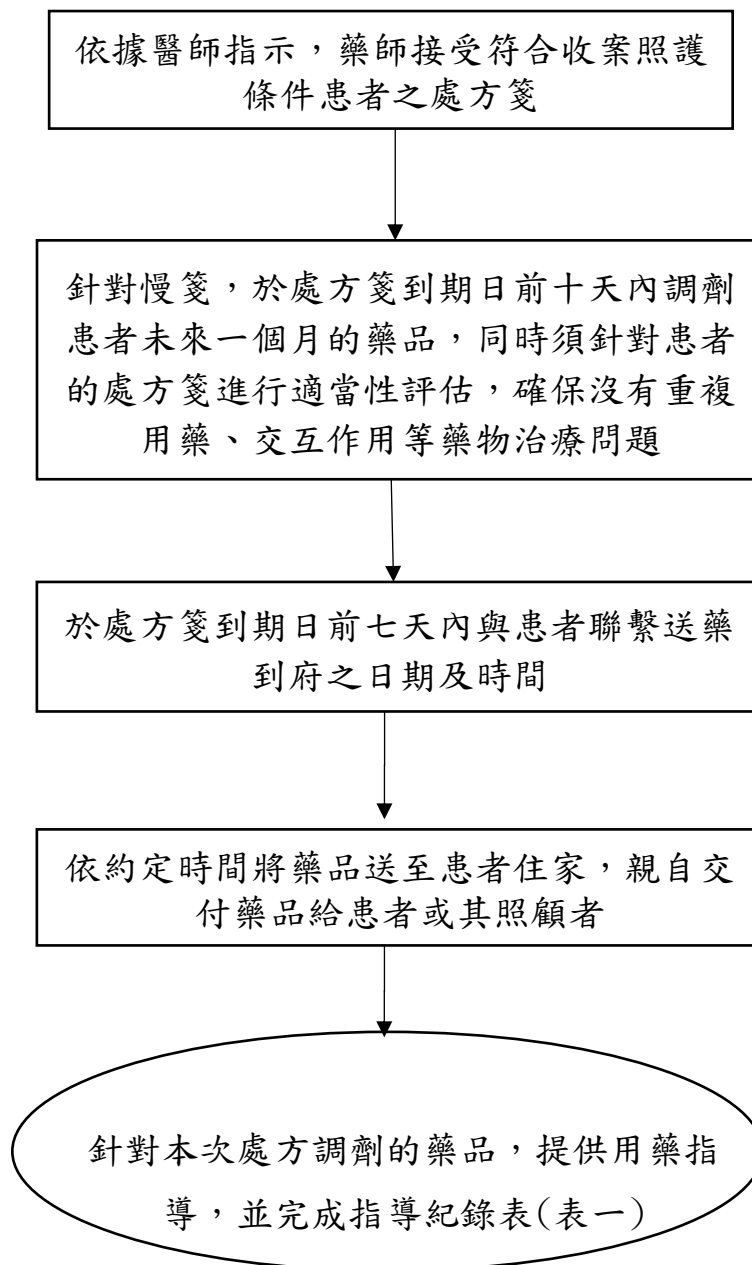 依據醫師指示，藥師接受符合收案照護
條件患者之處方箋
針對慢箋，於處方箋到期日前十天內調劑
患者未來一個月的藥品，同時須針對患者
的處方箋進行適當性評估，確保沒有重複
用藥、交互作用等藥物治療問題
於處方箋到期日前七天內與患者聯繫送藥
到府之日期及時間
依約定時間將藥品送至患者住家，親自交
付藥品給患者或其照顧者
針對本次處方調劑的藥品，提供用藥指
導，並完成指導紀錄表(表一)